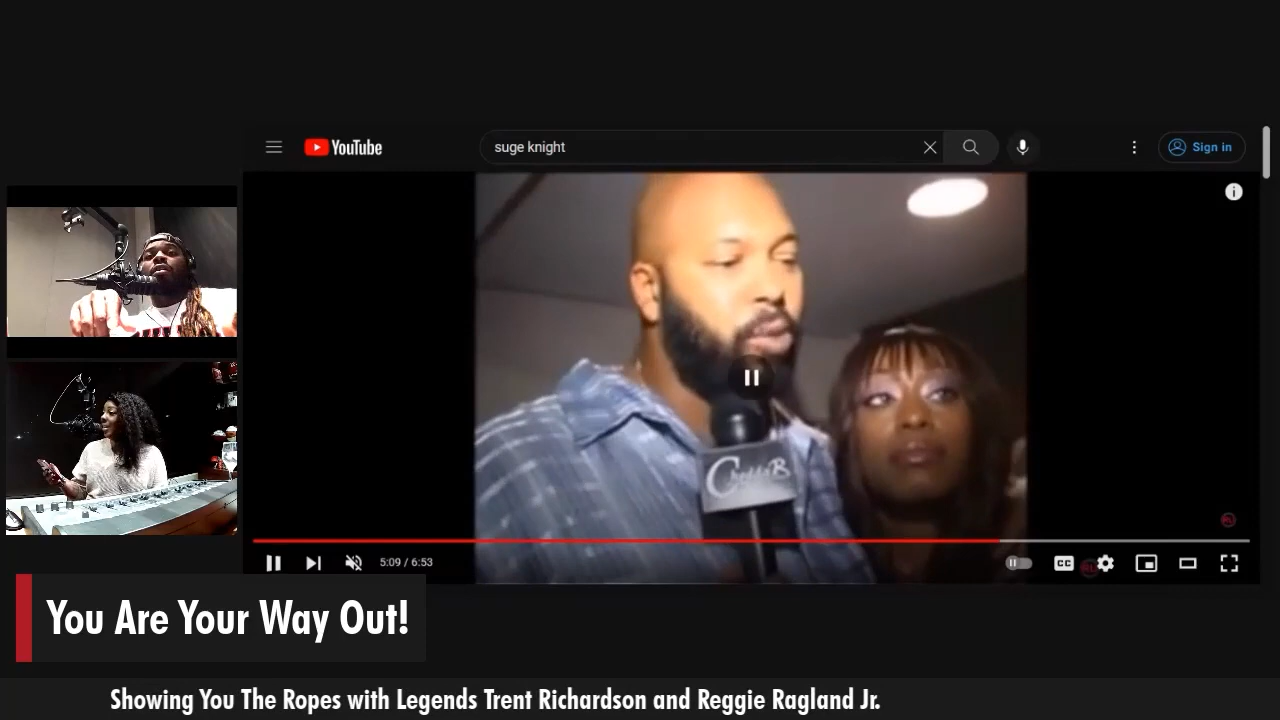 YouTube
suge knight
Sign in
5:09 / 6:53
CC
You Are Your Way Out!
Showing You The Ropes with Legends Trent Richardson and Reggie Ragland Jr.